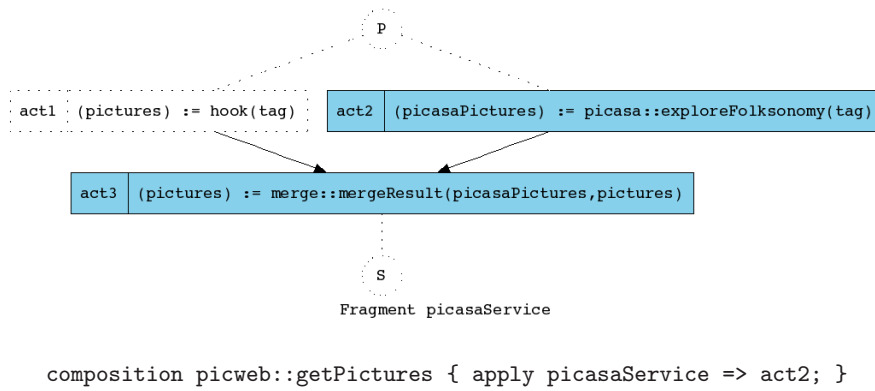 P
act1 (pictures) := hook(tag)
act2 (picasaPictures) := picasa::exploreFolksonomy(tag)
act3 (pictures) := merge::mergeResult(picasaPictures,pictures)
S
Fragment picasaService
composition picweb::getPictures { apply picasaService => act2; }